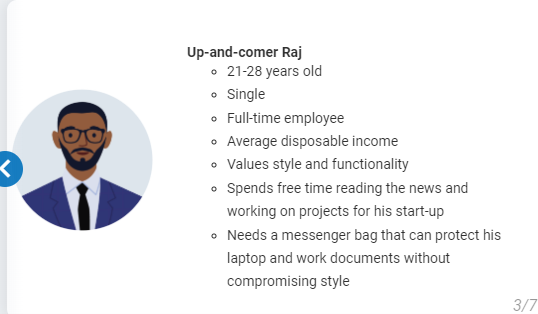 Up-and-comer Raj
21-28 years old
Single
Full-time employee
Average disposable income
Values style and functionality
Spends free time reading the news and
working on projects for his start-up
Needs a messenger bag that can protect his
laptop and work documents without
compromising style
3/7